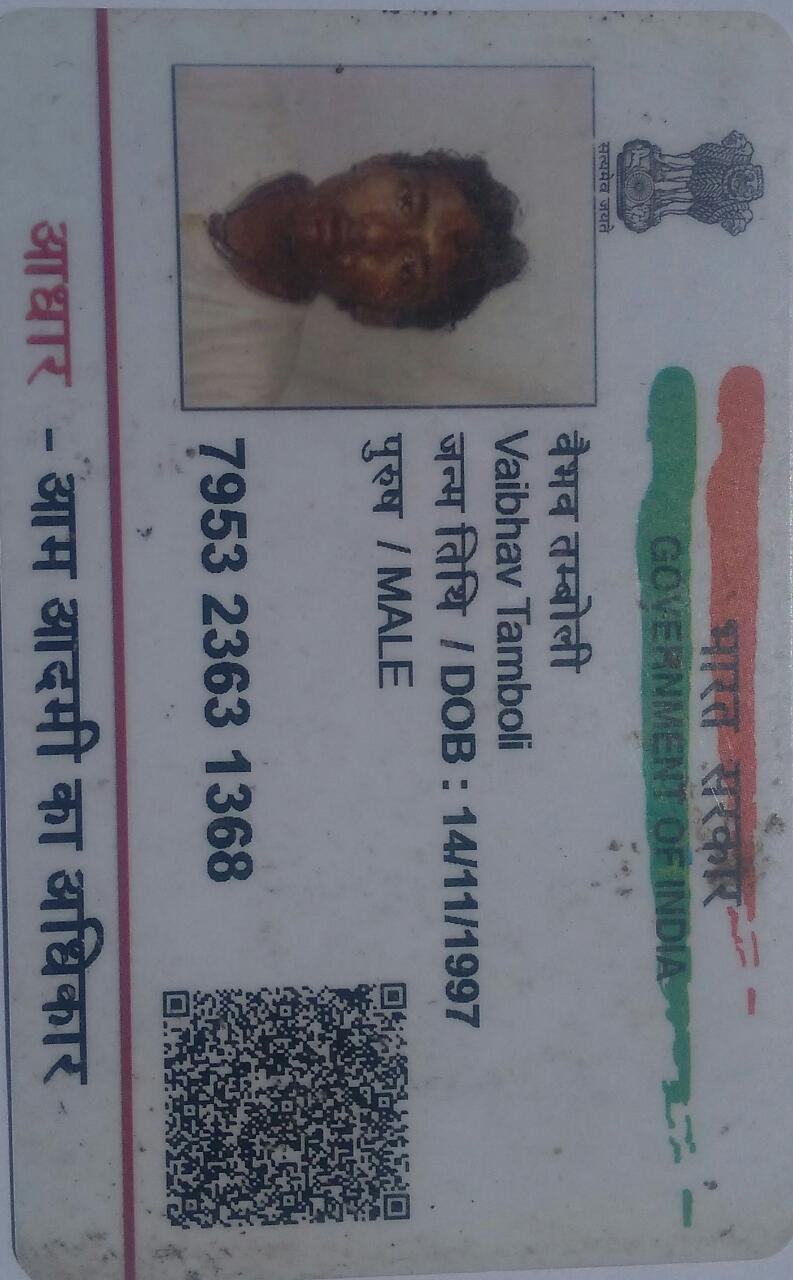 भारत सरकार
GOVERNMENT OF INDIA
सत्यमेव जयते
वैभव तम्बोली
Vaibhav Tamboli
जन्म तिथि / DOB : 14/11/1997
पुरुष / MALE
7953 2363 1368
आधार - आम आदमी का अधिकार